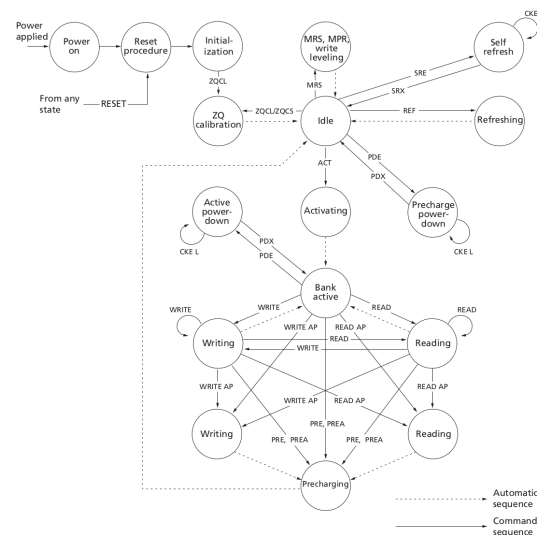 Power
applied
Power
on
Reset
procedure
Initial-
ization
MRS, MPR,
write
leveling
Self
refresh
CKE
ZQCL
MRS
SRE
SRX
From any
state
RESET
ZQ
calibration
ZQCL/ZQCS
Idle
REF
Refreshing
ACT
PDE
PDX
Active
power-
down
Activating
Precharge
power-
down
PDX
PDE
CKE L
CKE L
Bank
active
WRITE
WRITE
READ
READ
WRITE AP
READ AP
Writing
READ
WRITE
Reading
WRITE AP
WRITE AP
READ AP
READ AP
Writing
PRE, PREA
PRE, PREA
PRE, PREA
Reading
Precharging
Automatic
sequence
Command
sequence